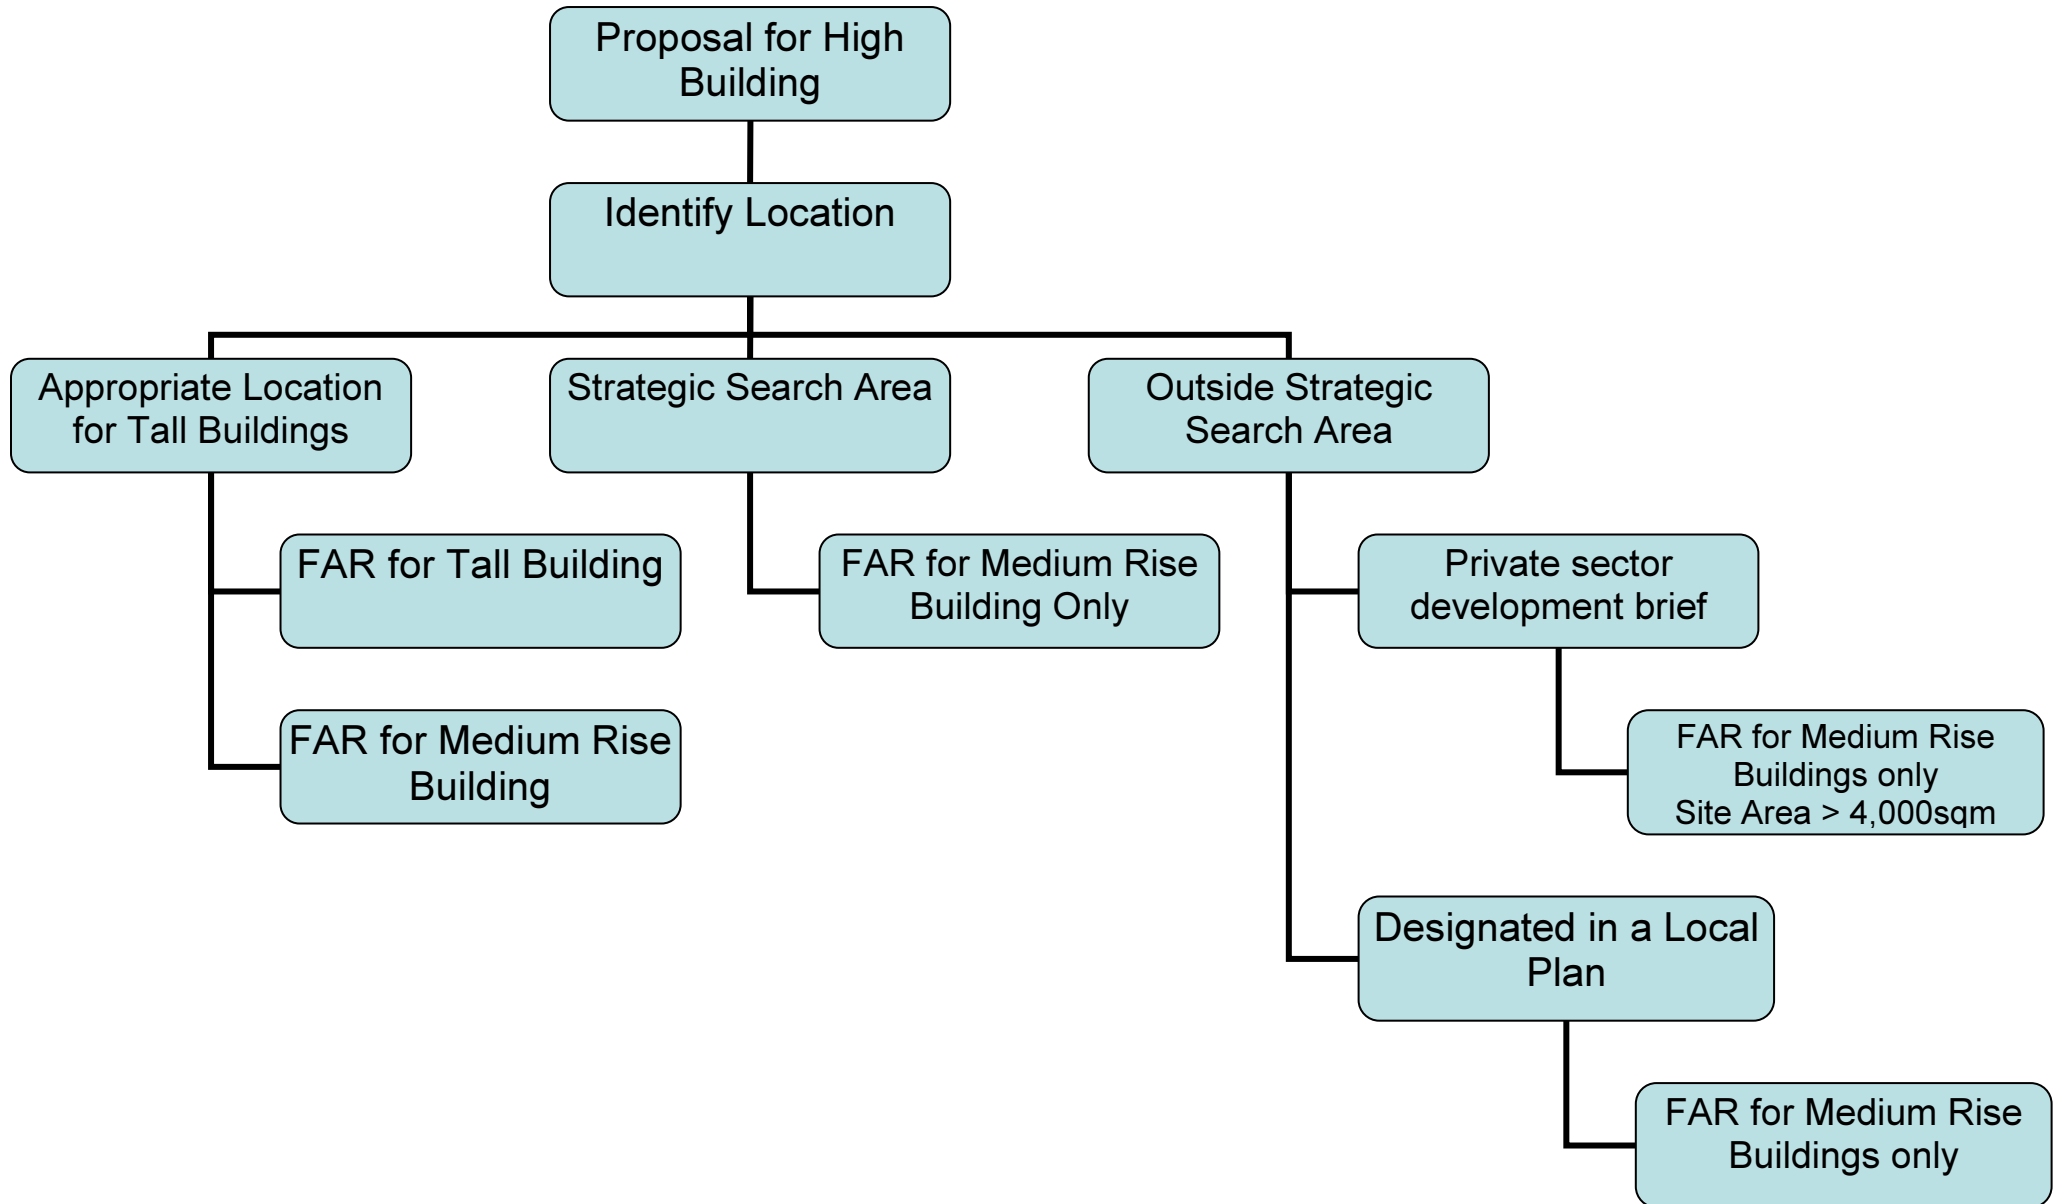 Proposal for High
Building
Identify Location
Appropriate Location
for Tall Buildings
Strategic Search Area
Outside Strategic
Search Area
FAR for Tall Building
FAR for Medium Rise
Building Only
Private sector
development brief
FAR for Medium Rise
Building
FAR for Medium Rise
Buildings only
Site Area > 4,000sqm
Designated in a Local
Plan
FAR for Medium Rise
Buildings only